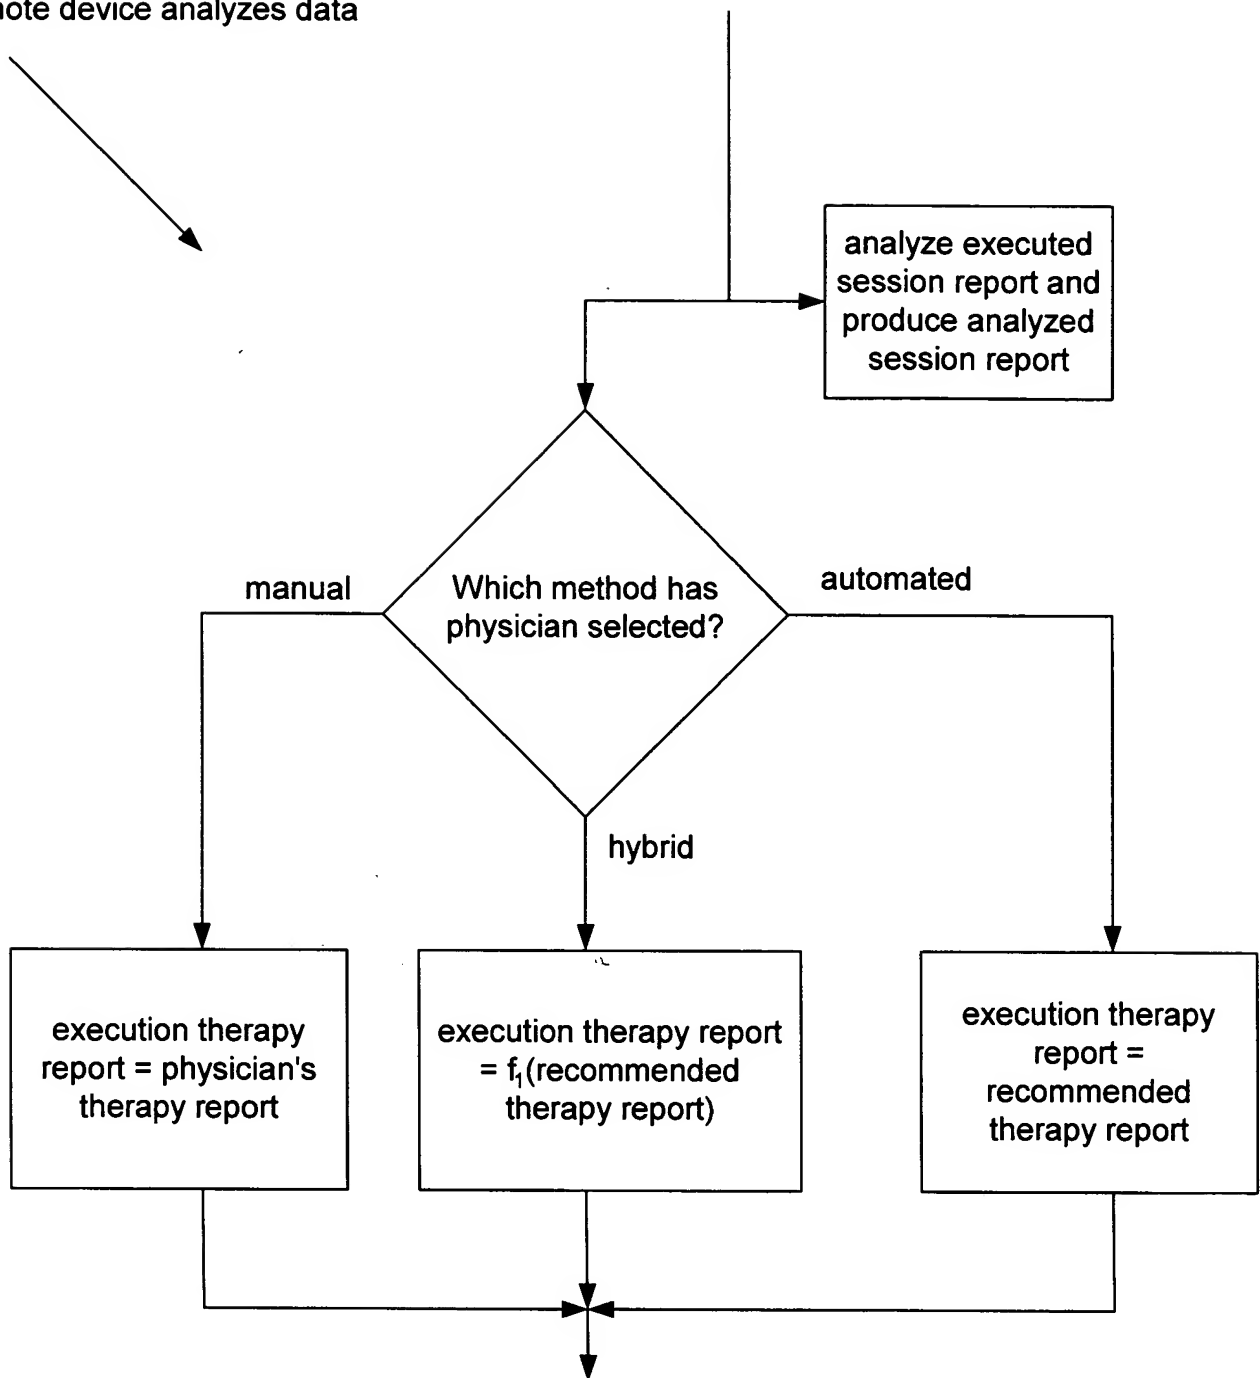 device analyzes data
analyze executed
session report and
produce analyzed
session report
manual
Which method has
physician selected?
automated
hybrid
execution therapy
report = physician's
therapy report
execution therapy report
= f₁(recommended
therapy report)
execution therapy
report =
recommended
therapy report